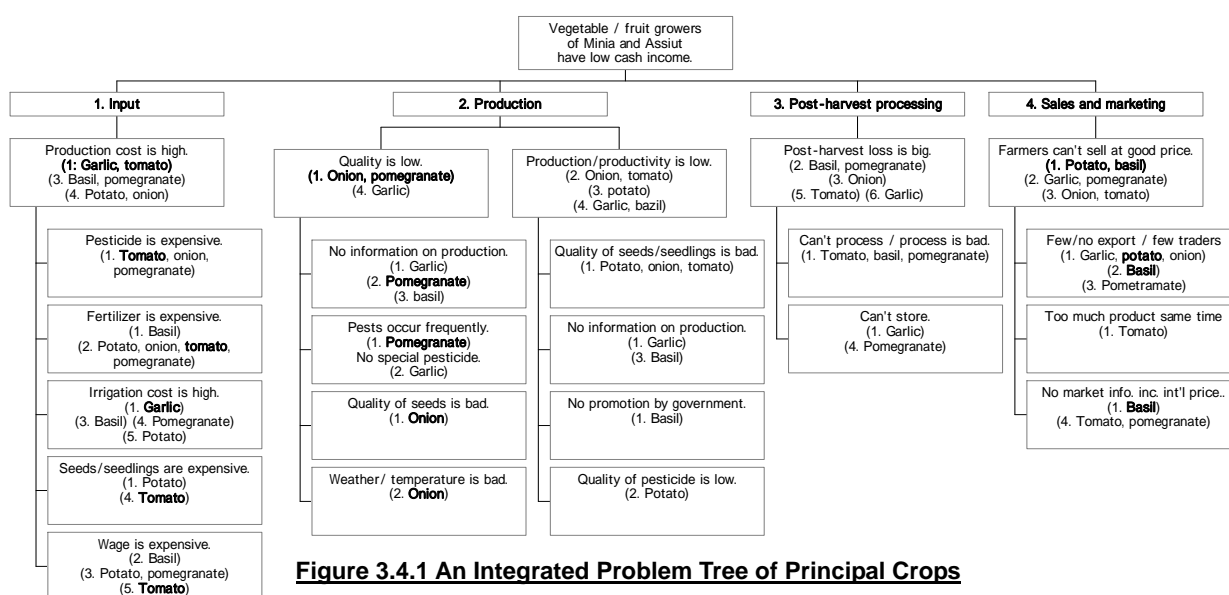 Vegetable / fruit growers
of Minia and Assiut
have low cash income.
1. Input
2. Production
3. Post-harvest processing
4. Sales and marketing
Production cost is high.
(1: Garlic, tomato)
(3. Basil, pomegranate)
(4. Potato, onion)
Pesticide is expensive.
(1. Tomato, onion,
pomegranate)
Fertilizer is expensive.
(1. Basil)
(2. Potato, onion, tomato,
pomegranate)
Irrigation cost is high.
(1. Garlic)
(3. Basil) (4. Pomegranate)
(5. Potato)
Seeds/seedlings are expensive.
(1. Potato)
(4. Tomato)
Wage is expensive.
(2. Basil)
(3. Potato, pomegranate)
(5. Tomato)
Quality is low.
(1. Onion, pomegranate)
(4. Garlic)
No information on production.
(1. Garlic)
(2. Pomegranate)
(3. basil)
Pests occur frequently.
(1. Pomegranate)
No special pesticide.
(2. Garlic)
Quality of seeds is bad.
(1. Onion)
Weather/ temperature is bad.
(2. Onion)
Production/productivity is low.
(2. Onion, tomato)
(3. potato)
(4. Garlic, bazil)
Quality of seeds/seedlings is bad.
(1. Potato, onion, tomato)
No information on production.
(1. Garlic)
(3. Basil)
No promotion by government.
(1. Basil)
Quality of pesticide is low.
(2. Potato)
Post-harvest loss is big.
(2. Basil, pomegranate)
(3. Onion)
(5. Tomato) (6. Garlic)
Can't process / process is bad.
(1. Tomato, basil, pomegranate)
Can't store.
(1. Garlic)
(4. Pomegranate)
Farmers can't sell at good price.
(1. Potato, basil)
(2. Garlic, pomegranate)
(3. Onion, tomato)
Few/no export / few traders
(1. Garlic, potato, onion)
(2. Basil)
(3. Pometramate)
Too much product same time
(1. Tomato)
No market info. inc. int'l price..
(1. Basil)
(4. Tomato, pomegranate)
Figure 3.4.1 An Integrated Problem Tree of Principal Crops